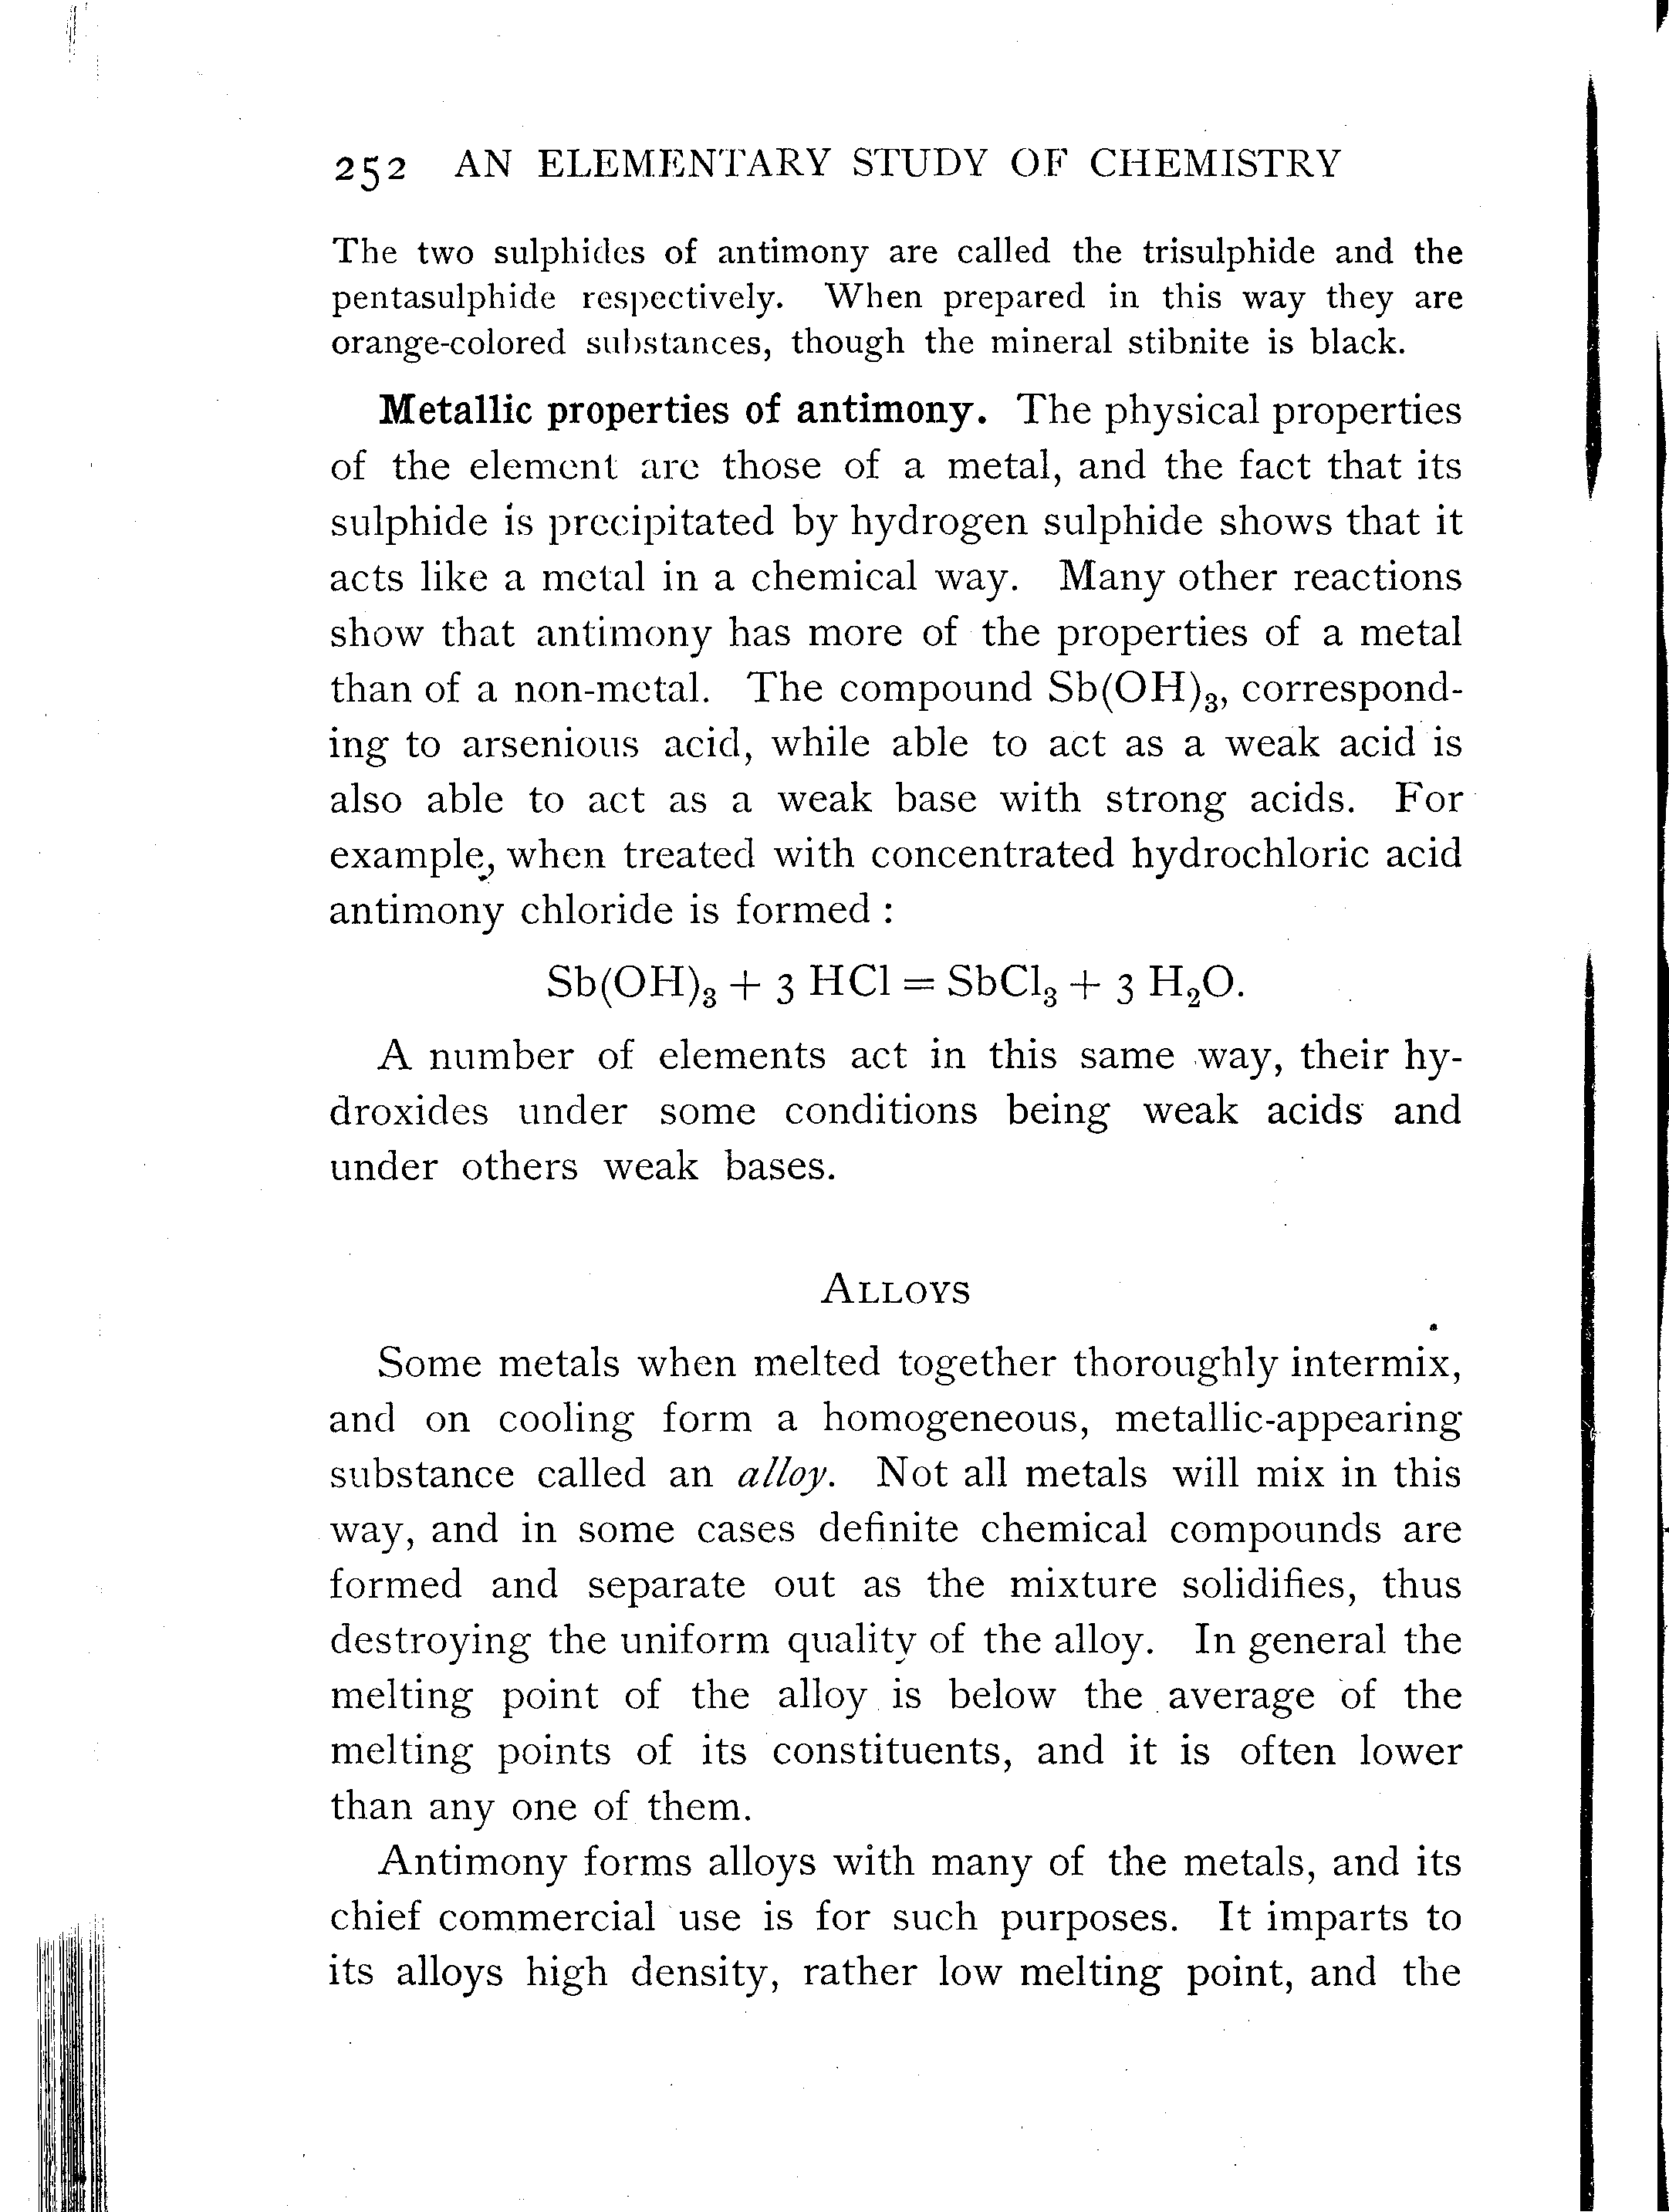 252 AN ELEMENTARY STUDY OF CHEMISTRY
The two sulphides of antimony are called the trisulphide and the
pentasulphide respectively. When prepared in this way they are
orange-colored substances, though the mineral stibnite is black.
Metallic properties of antimony. The physical properties
of the element are those of a metal, and the fact that its
sulphide is precipitated by hydrogen sulphide shows that it
acts like a metal in a chemical way. Many other reactions
show that antimony has more of the properties of a metal
than of a non-metal. The compound Sb(OH)₃, correspond-
ing to arsenious acid, while able to act as a weak acid is
also able to act as a weak base with strong acids. For
example, when treated with concentrated hydrochloric acid
antimony chloride is formed :
Sb(OH)₃ + 3 HCl = SbCl₃ + 3 H₂O.
A number of elements act in this same way, their hy-
droxides under some conditions being weak acids and
under others weak bases.
ALLOYS
Some metals when melted together thoroughly intermix,
and on cooling form a homogeneous, metallic-appearing
substance called an alloy. Not all metals will mix in this
way, and in some cases definite chemical compounds are
formed and separate out as the mixture solidifies, thus
destroying the uniform quality of the alloy. In general the
melting point of the alloy is below the average of the
melting points of its constituents, and it is often lower
than any one of them.
Antimony forms alloys with many of the metals, and its
chief commercial use is for such purposes. It imparts to
its alloys high density, rather low melting point, and the